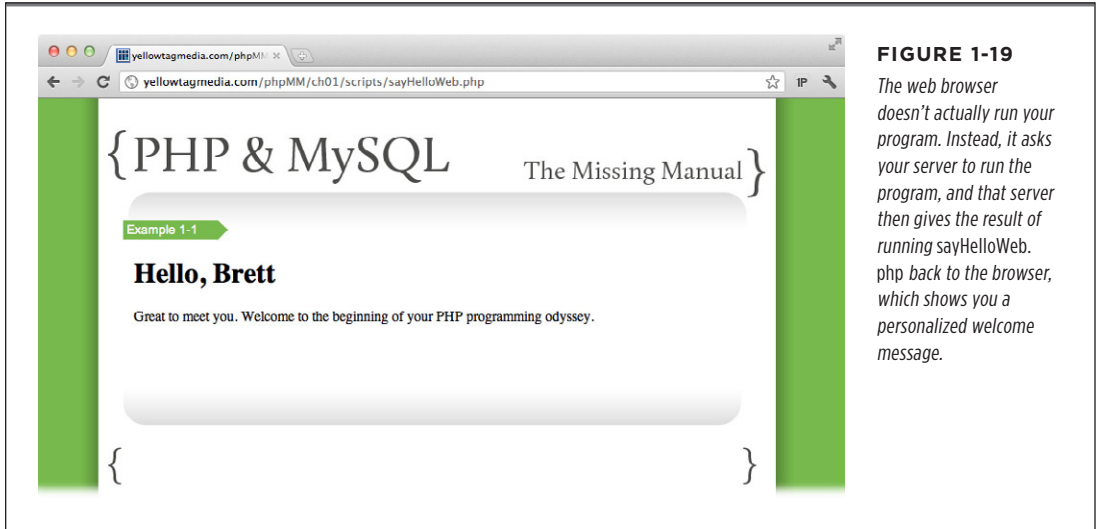 yellowtagmedia.com/phpMM
yellowtagmedia.com/phpMM/ch01/scripts/sayHelloWeb.php
1P
{PHP & MySQL
The Missing Manual}
Example 1-1
Hello, Brett
Great to meet you. Welcome to the beginning of your PHP programming odyssey.
{ }
FIGURE 1-19
The web browser
doesn’t actually run your
program. Instead, it asks
your server to run the
program, and that server
then gives the result of
running sayHelloWeb.
php back to the browser,
which shows you a
personalized welcome
message.